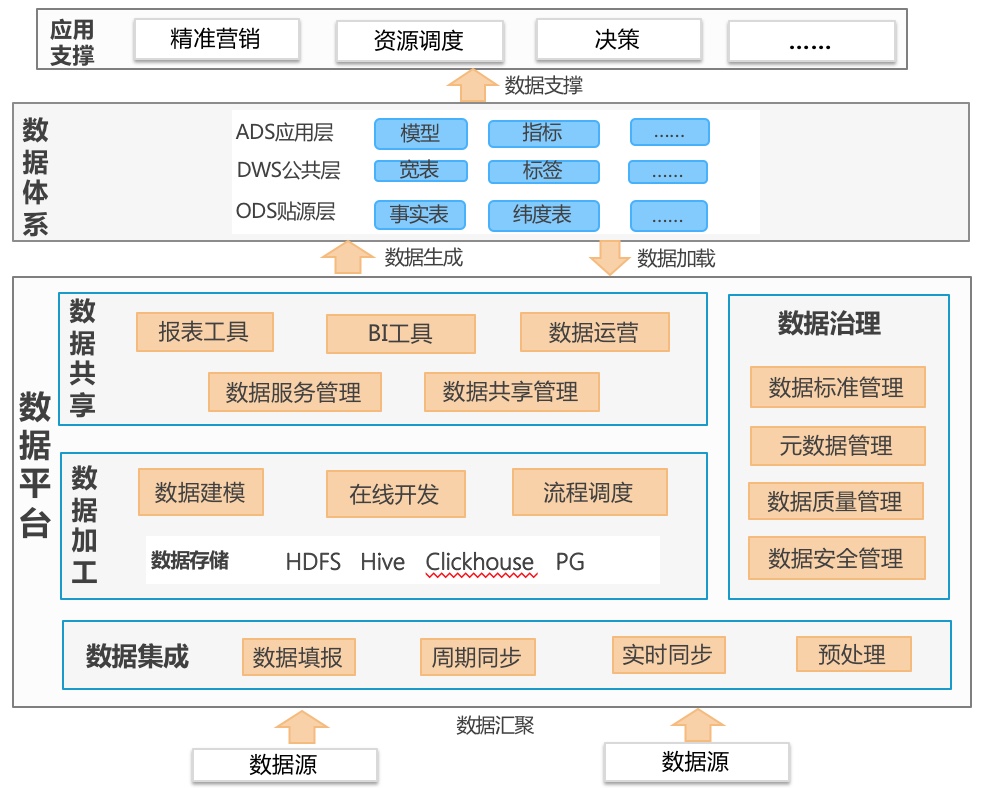 应用
支撑
精准营销
资源调度
决策
......
数据支撑
数据体系
ADS应用层
模型
指标
......
DWS公共层
宽表
标签
......
ODS贴源层
事实表
纬度表
......
数据生成
数据加载
数据平台
数据共享
报表工具
BI工具
数据运营
数据服务管理
数据共享管理
数据治理
数据标准管理
元数据管理
数据质量管理
数据安全管理
数据加工
数据建模
在线开发
流程调度
数据存储
HDFS Hive Clickhouse PG
数据集成
数据填报
周期同步
实时同步
预处理
数据汇聚
数据源
数据源